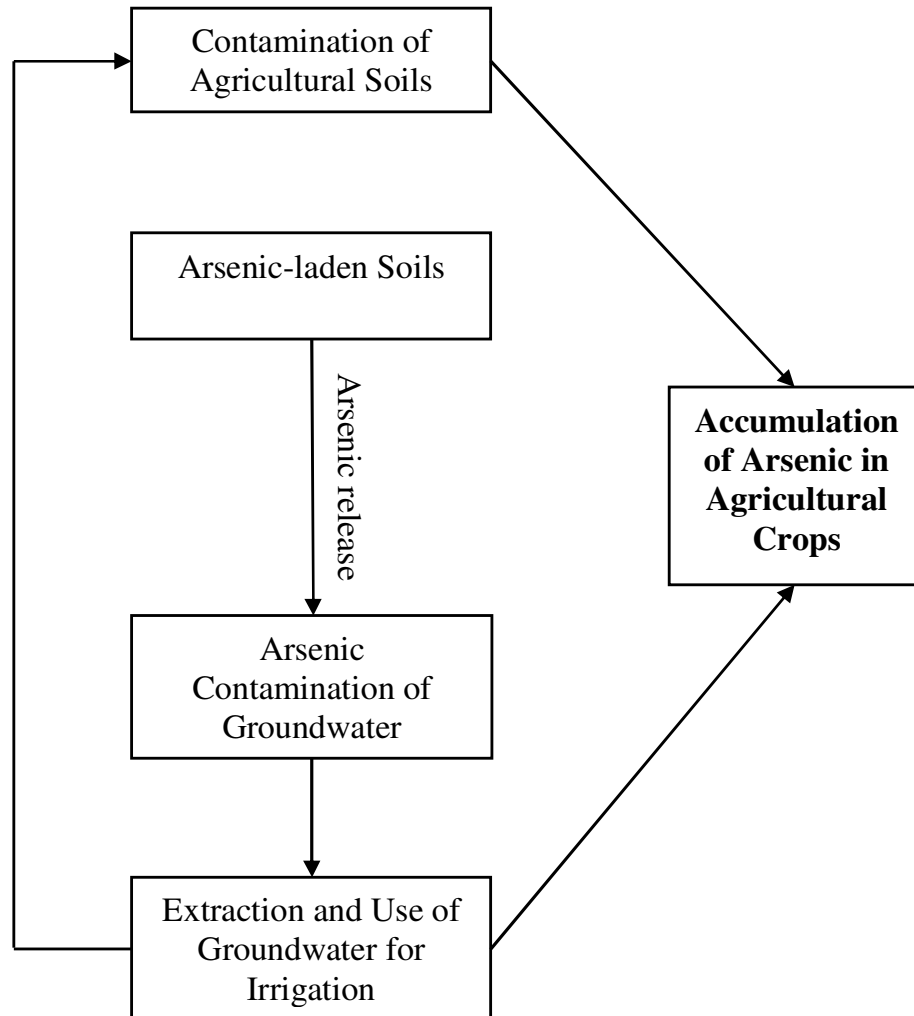 Contamination of
Agricultural Soils
Arsenic-laden Soils
Arsenic release
Accumulation
of Arsenic in
Agricultural
Crops
Arsenic
Contamination of
Groundwater
Extraction and Use of
Groundwater for
Irrigation